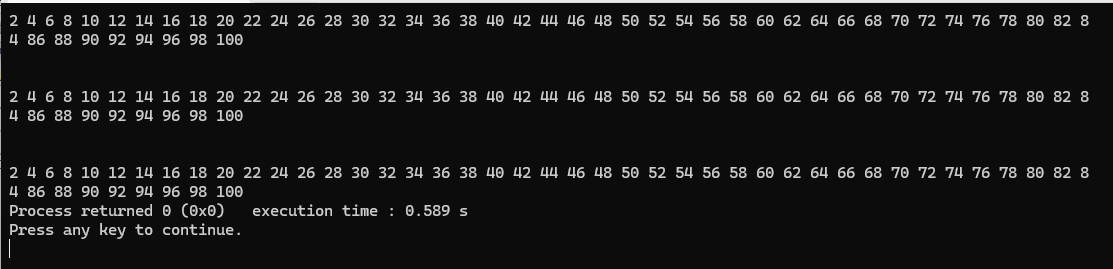 2 4 6 8 10 12 14 16 18 20 22 24 26 28 30 32 34 36 38 40 42 44 46 48 50 52 54 56 58 60 62 64 66 68 70 72 74 76 78 80 82 8
4 86 88 90 92 94 96 98 100
2 4 6 8 10 12 14 16 18 20 22 24 26 28 30 32 34 36 38 40 42 44 46 48 50 52 54 56 58 60 62 64 66 68 70 72 74 76 78 80 82 8
4 86 88 90 92 94 96 98 100
2 4 6 8 10 12 14 16 18 20 22 24 26 28 30 32 34 36 38 40 42 44 46 48 50 52 54 56 58 60 62 64 66 68 70 72 74 76 78 80 82 8
4 86 88 90 92 94 96 98 100
Process returned 0 (0x0)   execution time : 0.589 s
Press any key to continue.